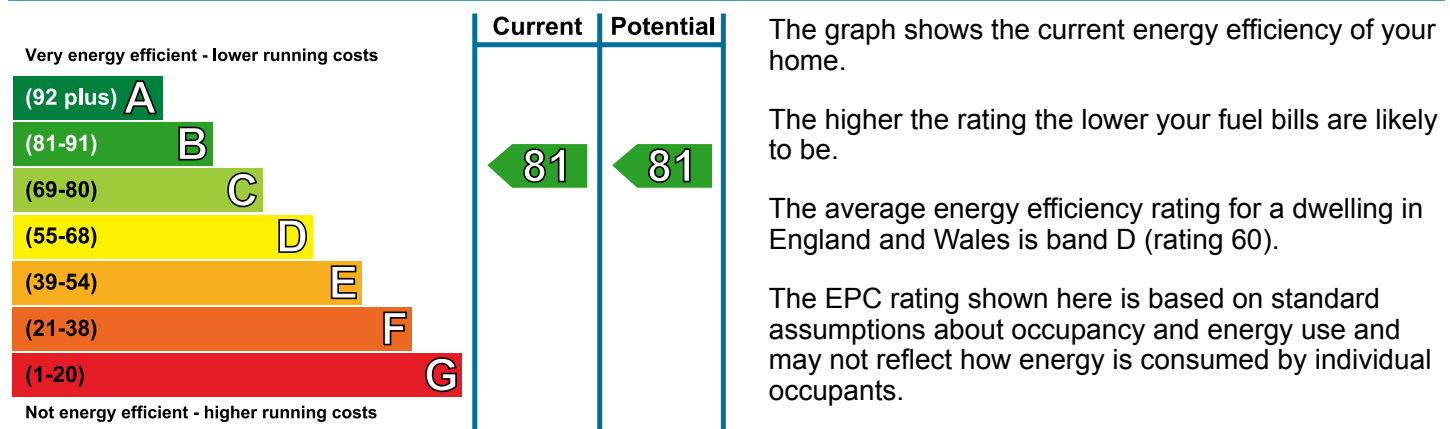 Current Potential
Very energy efficient - lower running costs
(92 plus) A
(81-91) B
(69-80) C
(55-68) D
(39-54) E
(21-38) F
(1-20) G
Not energy efficient - higher running costs
81 81
The graph shows the current energy efficiency of your
home.
The higher the rating the lower your fuel bills are likely
to be.
The average energy efficiency rating for a dwelling in
England and Wales is band D (rating 60).
The EPC rating shown here is based on standard
assumptions about occupancy and energy use and
may not reflect how energy is consumed by individual
occupants.